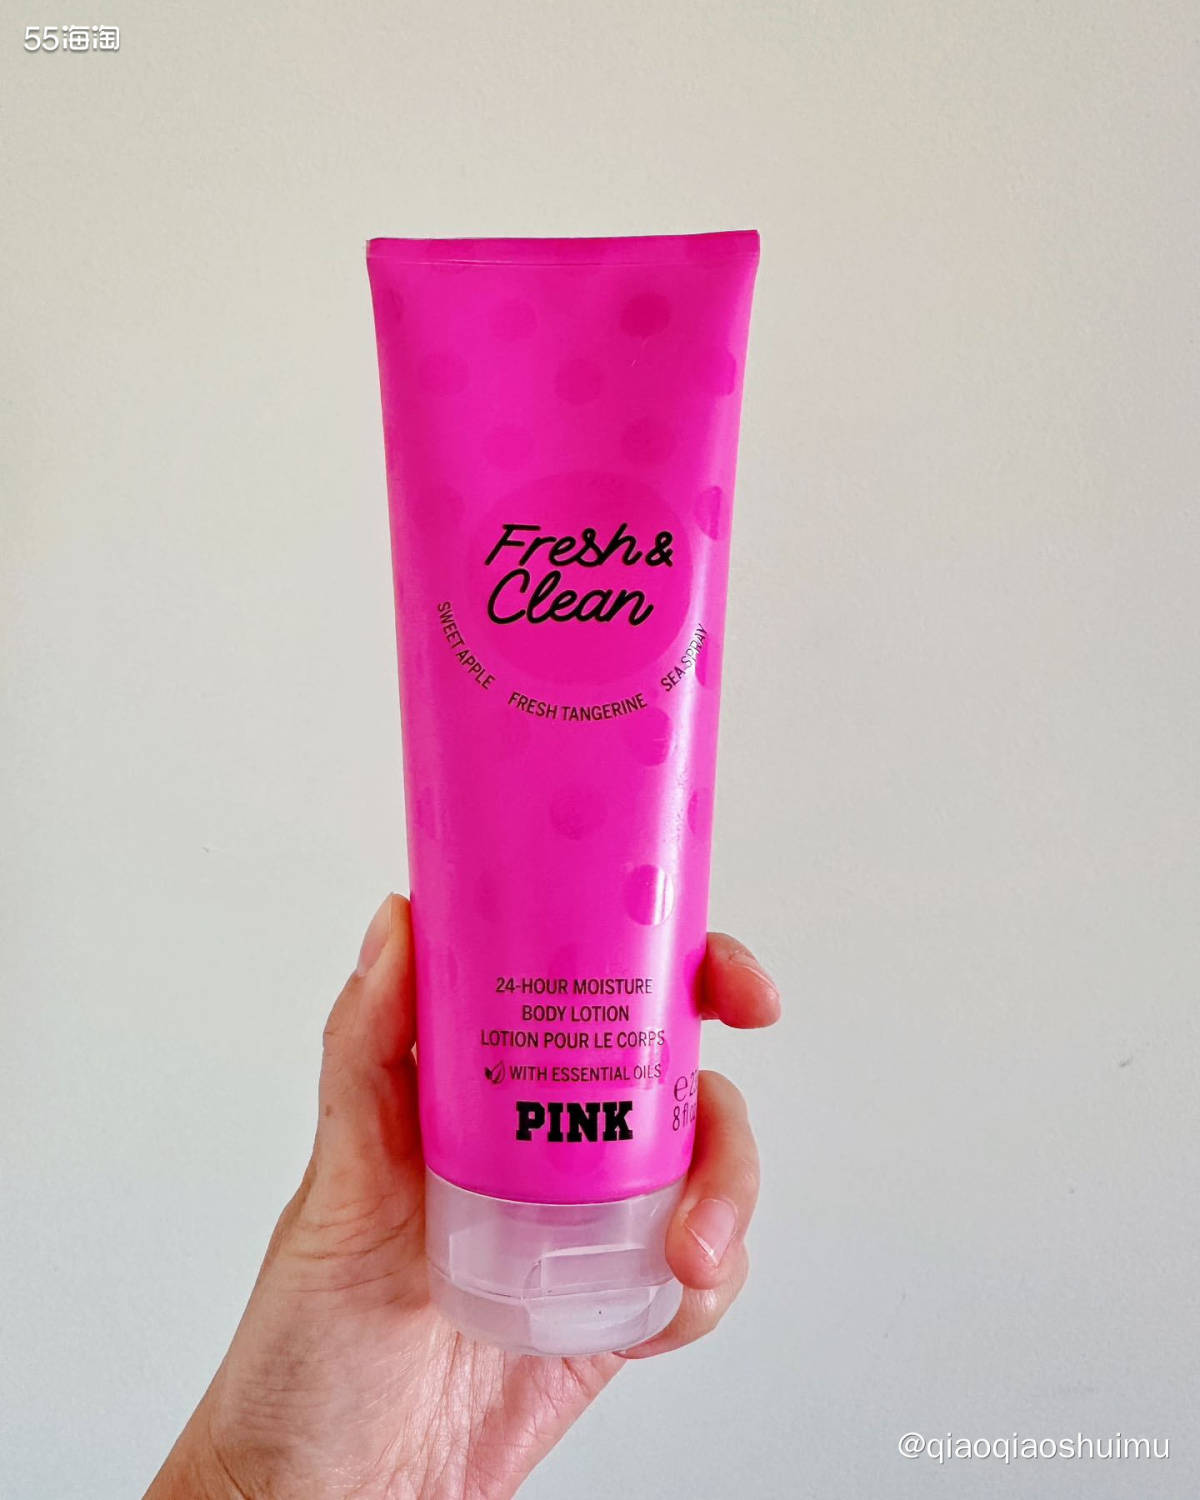 55海淘
Fresh &
Clean
SWEET APPLE FRESH TANGERINE SEA SPRAY
24-HOUR MOISTURE
BODY LOTION
LOTION POUR LE CORPS
WITH ESSENTIAL OILS
PINK
8 fl oz
@qiaoqiaoshuimu